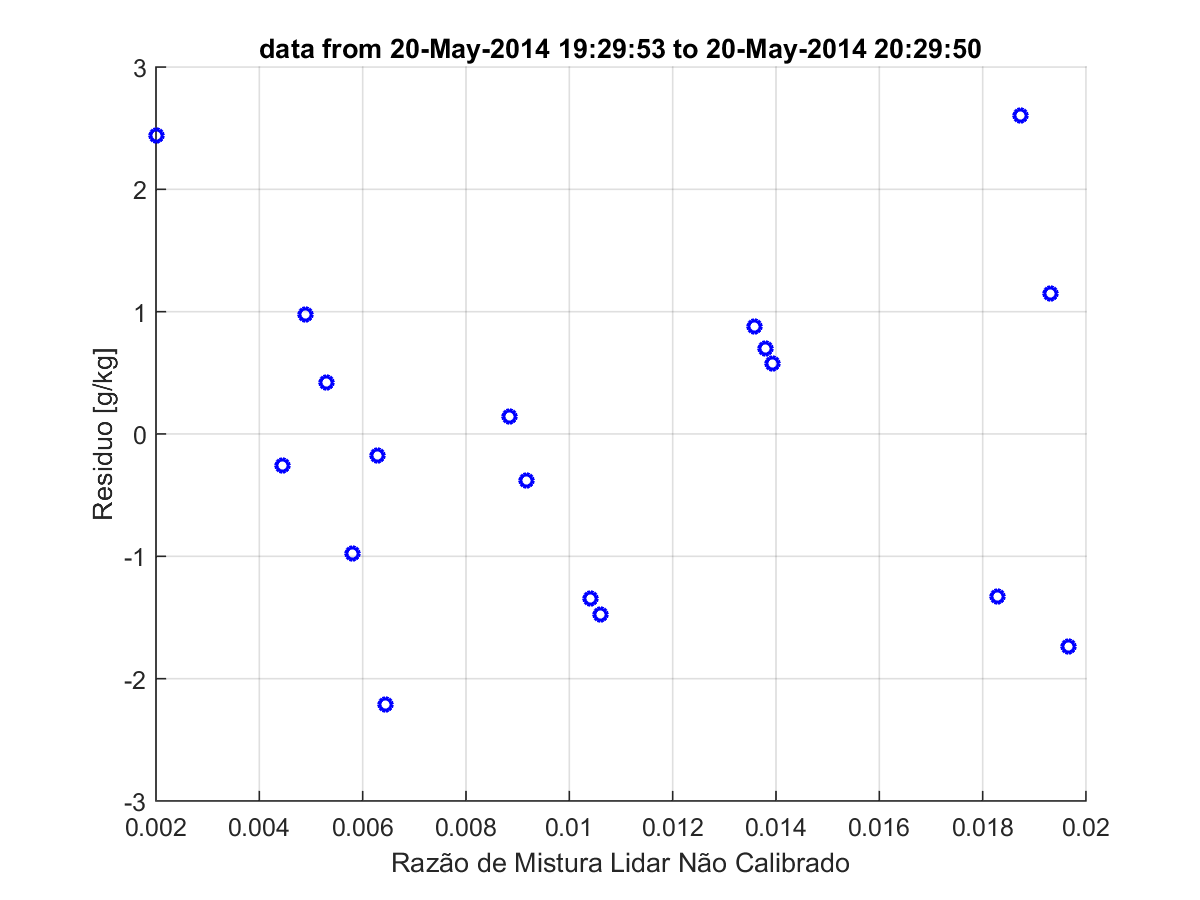 data from 20-May-2014 19:29:53 to 20-May-2014 20:29:50
3
2
1
0
-1
-2
-3
Residuo [g/kg]
0.002 0.004 0.006 0.008 0.01 0.012 0.014 0.016 0.018 0.02
Razão de Mistura Lidar Não Calibrado